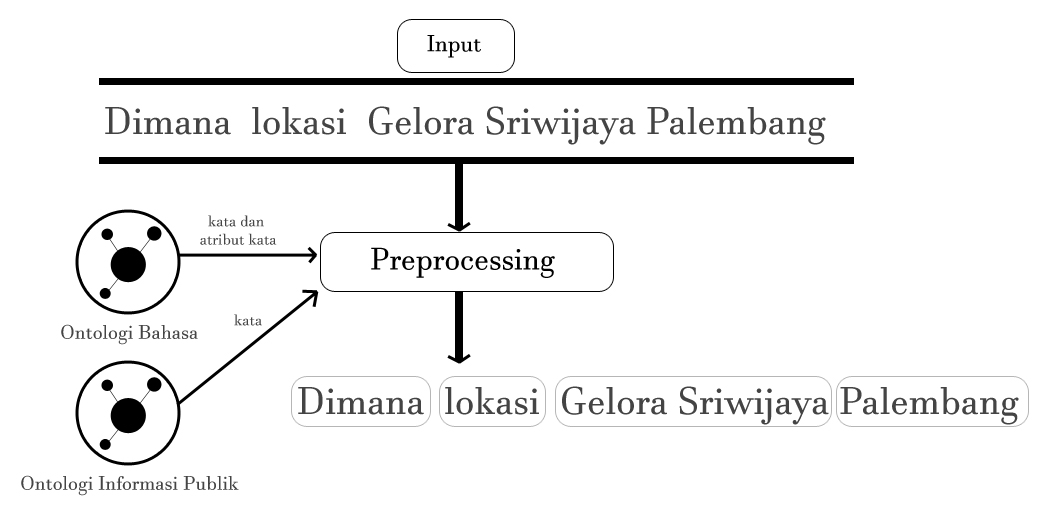 Input
Dimana lokasi Gelora Sriwijaya Palembang
kata dan
atribut kata
Preprocessing
kata
Ontologi Bahasa
Dimana lokasi Gelora Sriwijaya Palembang
Ontologi Informasi Publik